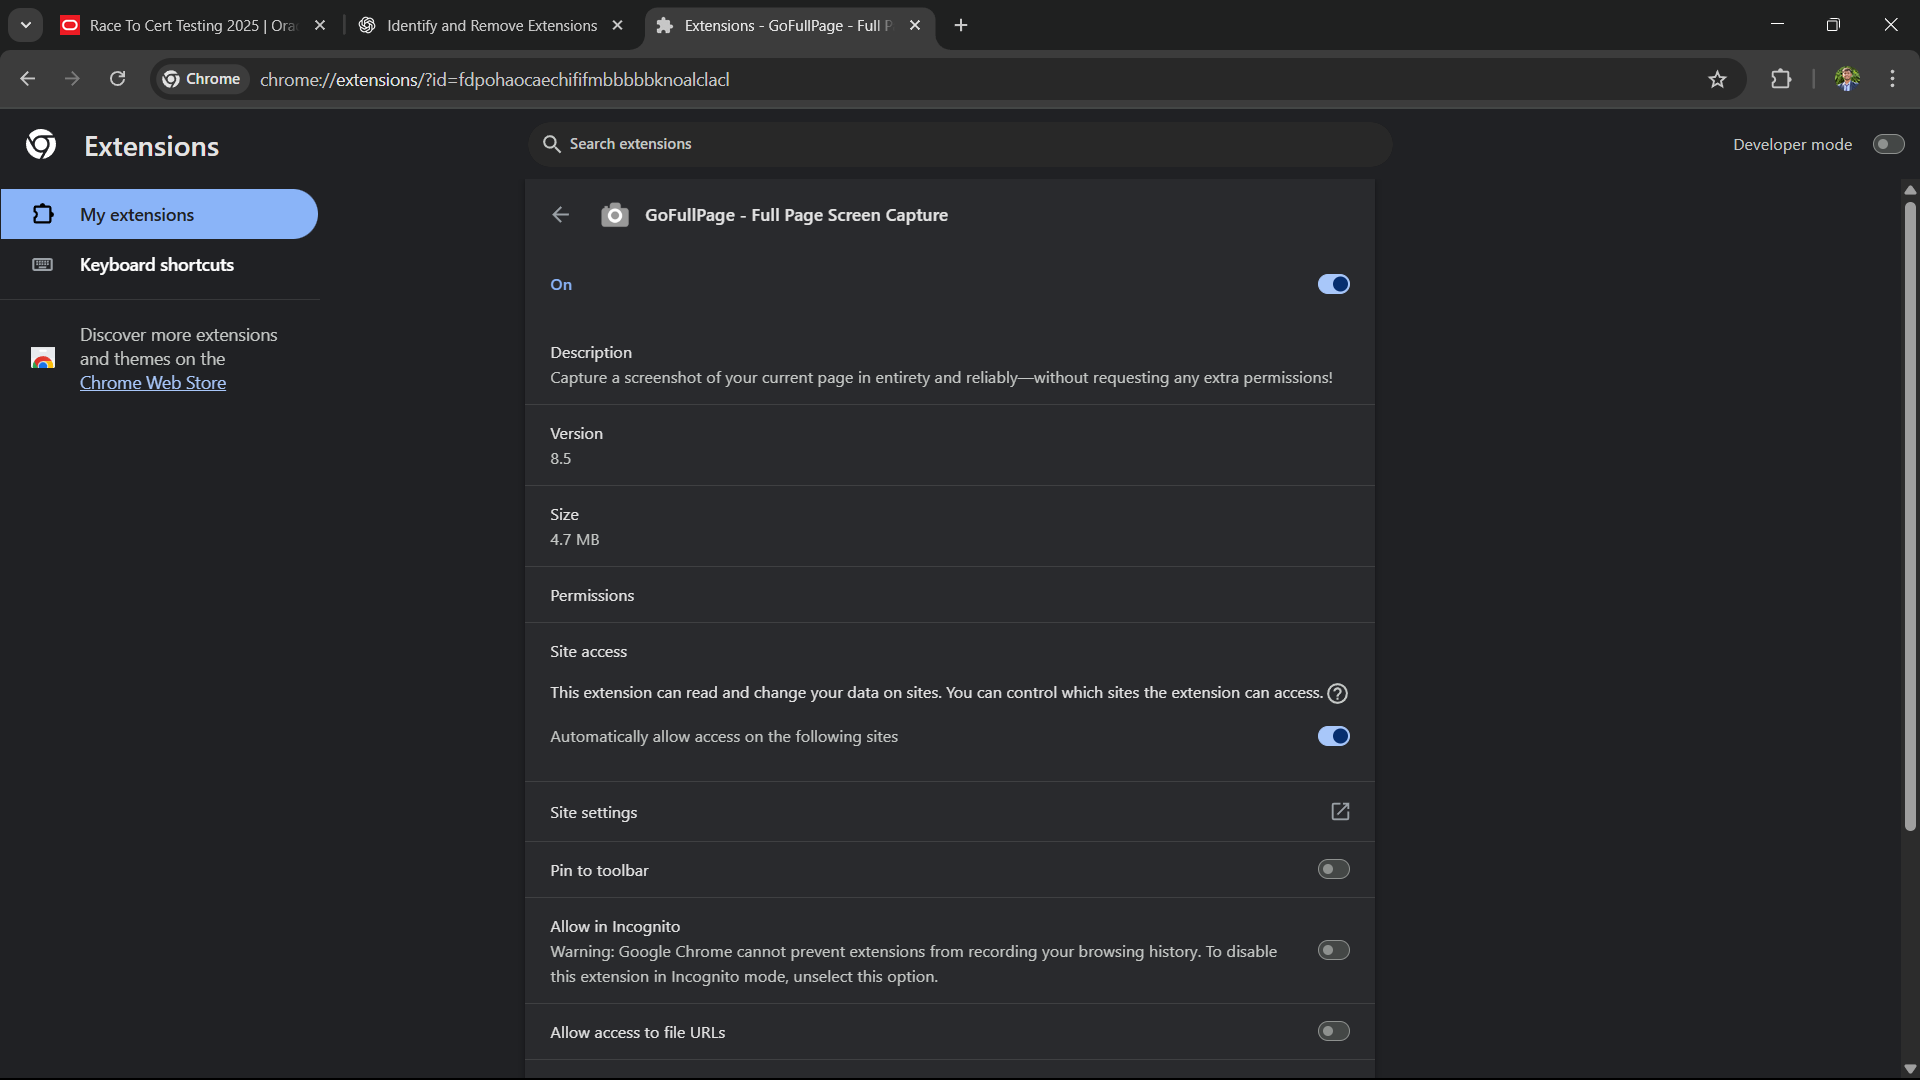 Race To Cert Testing 2025 | Ora
Identify and Remove Extensions
Extensions - GoFullPage - Full P
Chrome
chrome://extensions/?id=fdpohaocaechififmbbbbbknoalclacl
Extensions
Search extensions
Developer mode
My extensions
Keyboard shortcuts
Discover more extensions
and themes on the
Chrome Web Store
GoFullPage - Full Page Screen Capture
On
Description
Capture a screenshot of your current page in entirety and reliably—without requesting any extra permissions!
Version
8.5
Size
4.7 MB
Permissions
Site access
This extension can read and change your data on sites. You can control which sites the extension can access.
Automatically allow access on the following sites
Site settings
Pin to toolbar
Allow in Incognito
Warning: Google Chrome cannot prevent extensions from recording your browsing history. To disable
this extension in Incognito mode, unselect this option.
Allow access to file URLs